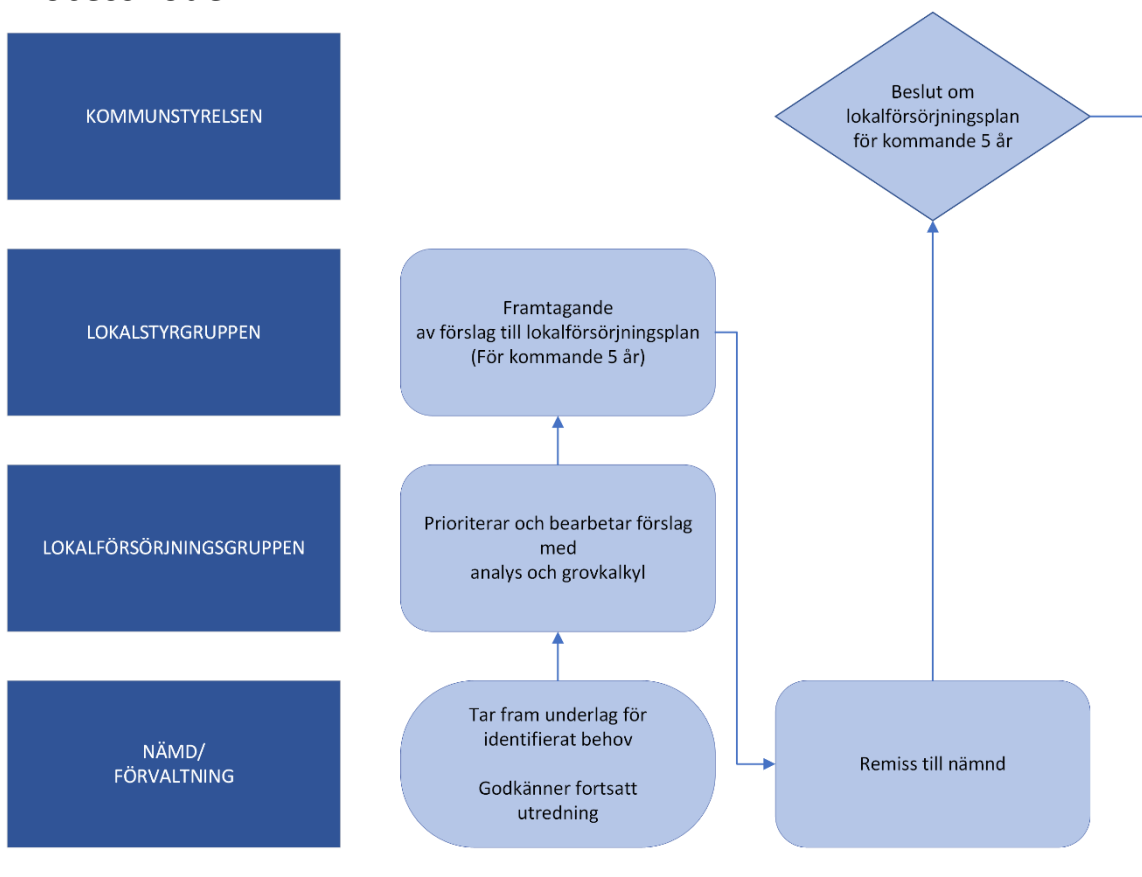 KOMMUNSTYRELSEN
Beslut om
lokalförsörjningsplan
för kommande 5 år
LOKALSTYRGRUPPEN
Framtagande
av förslag till lokalförsörjningsplan
(För kommande 5 år)
LOKALFÖRSÖRJNINGSGRUPPEN
Prioriterar och bearbetar förslag
med
analys och grovkalkyl
NÄMD/
FÖRVALTNING
Tar fram underlag för
identifierat behov
Godkänner fortsatt
utredning
Remiss till nämnd